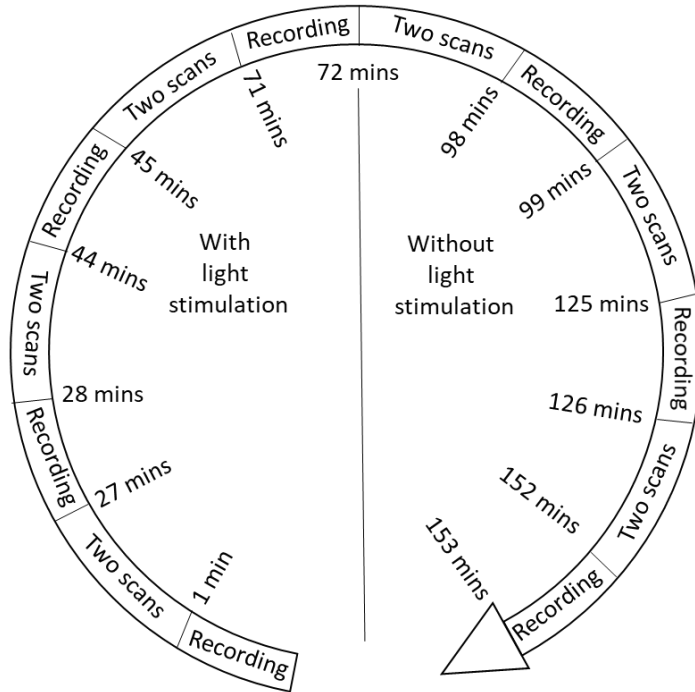 Recording
1 min
Two scans
27 mins
Recording
28 mins
Two scans
44 mins
Recording
45 mins
Two scans
71 mins
Recording
72 mins
Two scans
98 mins
Recording
99 mins
Two scans
125 mins
Recording
126 mins
Two scans
152 mins
Recording
153 mins
With
light
stimulation
Without
light
stimulation